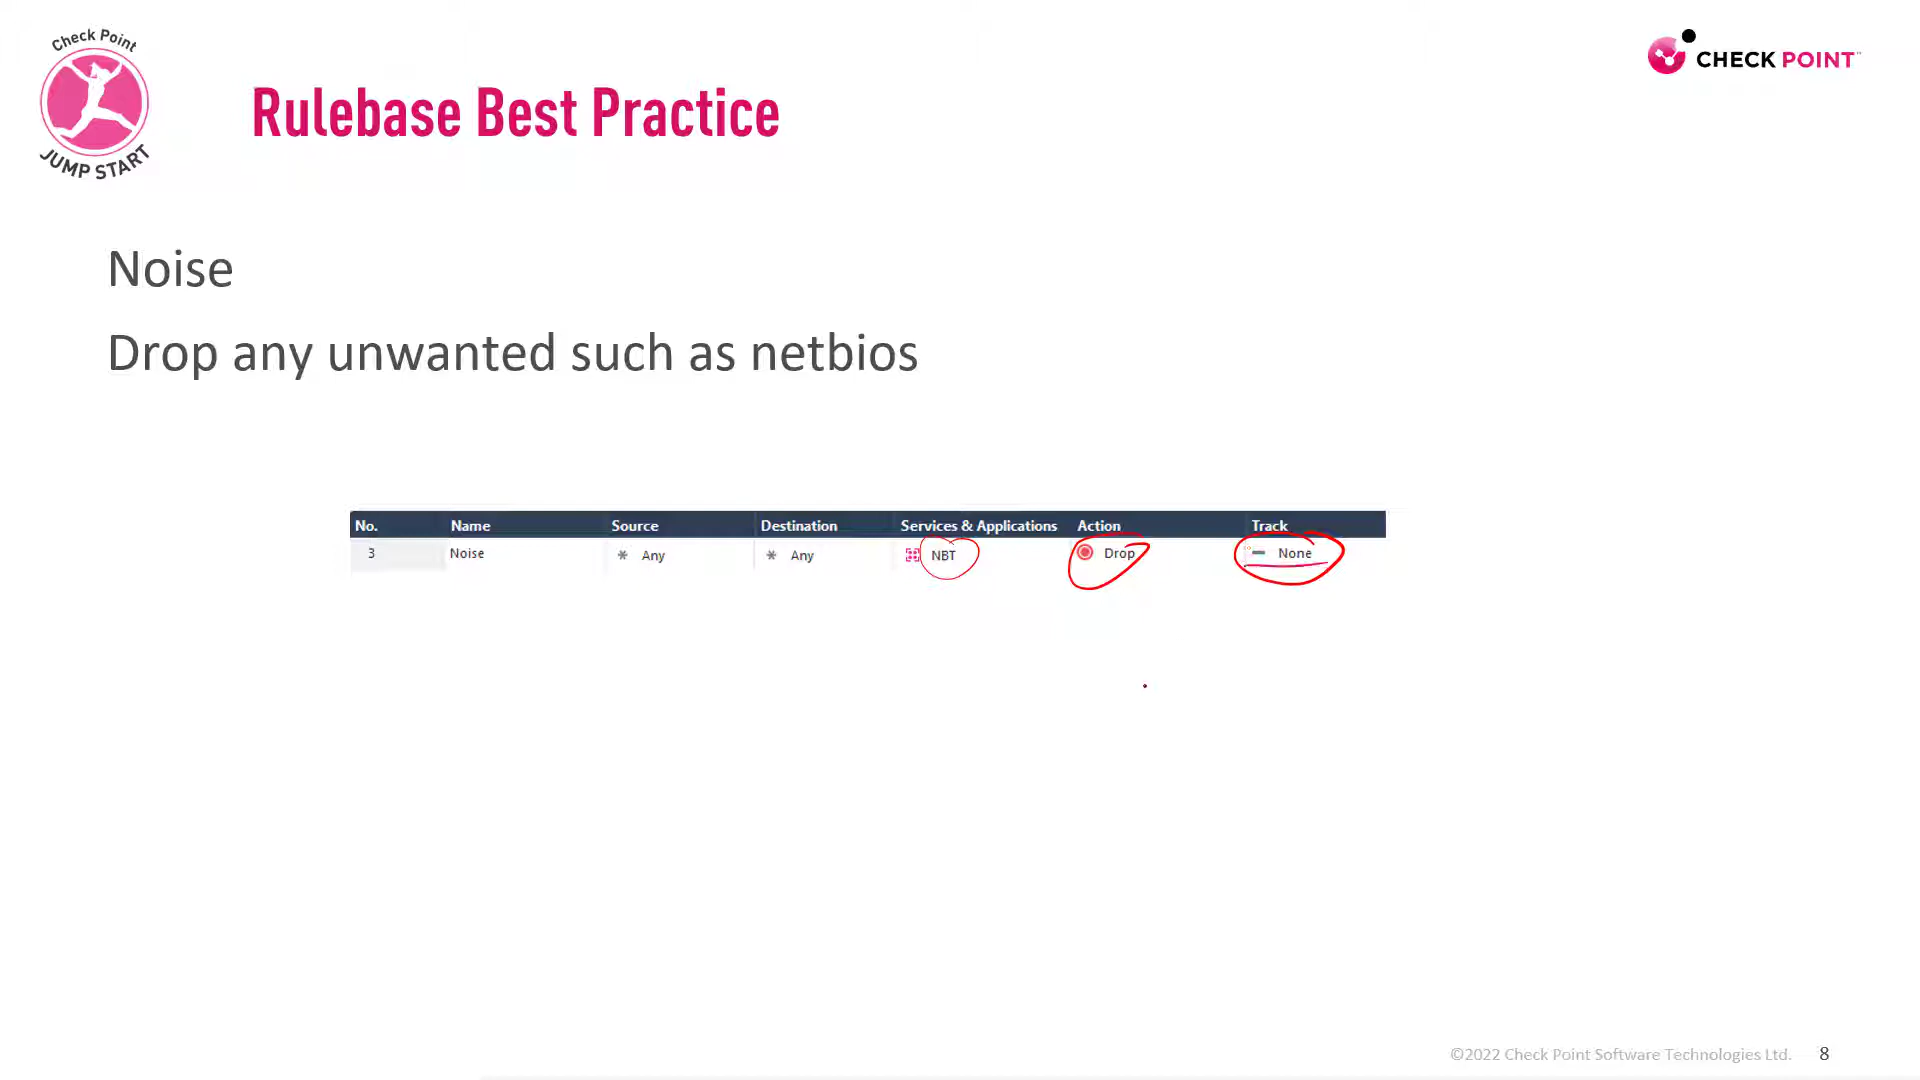 Check Point
JUMP START
CHECK POINT™
Rulebase Best Practice
Noise
Drop any unwanted such as netbios
No. Name Source Destination Services & Applications Action Track
3 Noise * Any * Any NBT Drop None
©2022 Check Point Software Technologies Ltd. 8